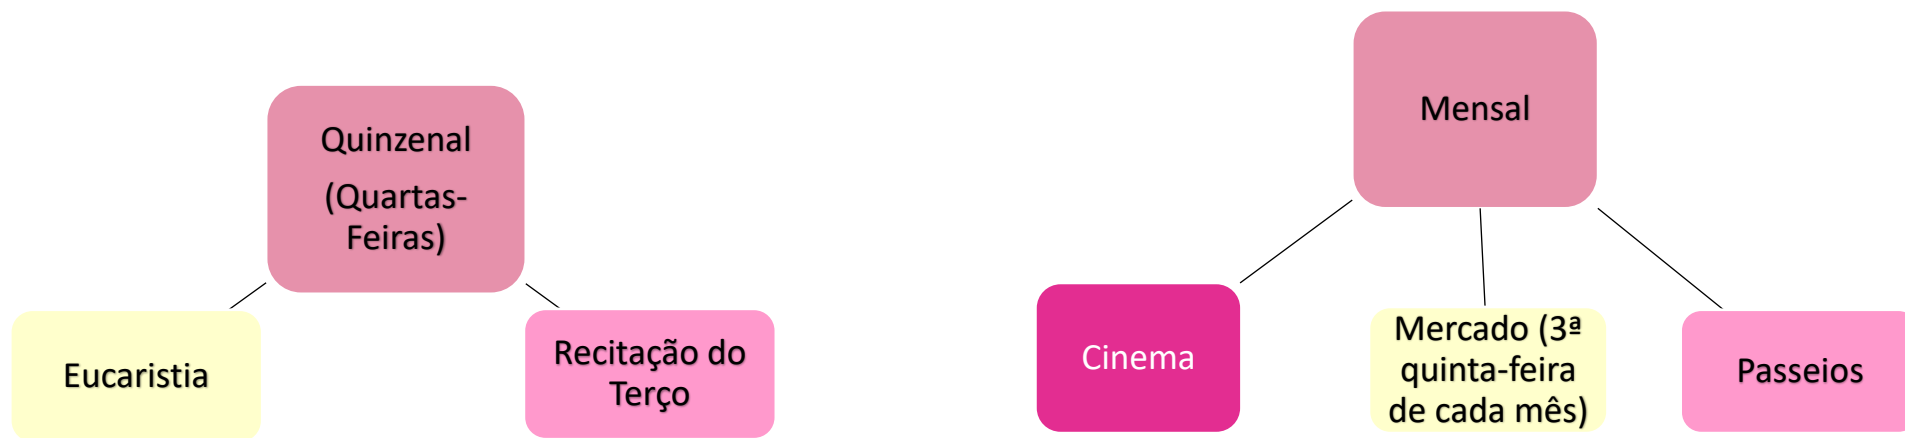 Quinzenal
(Quartas-
Feiras)
Eucaristia
Recitação do
Terço
Mensal
Cinema
Mercado (3ª
quinta-feira
de cada mês)
Passeios